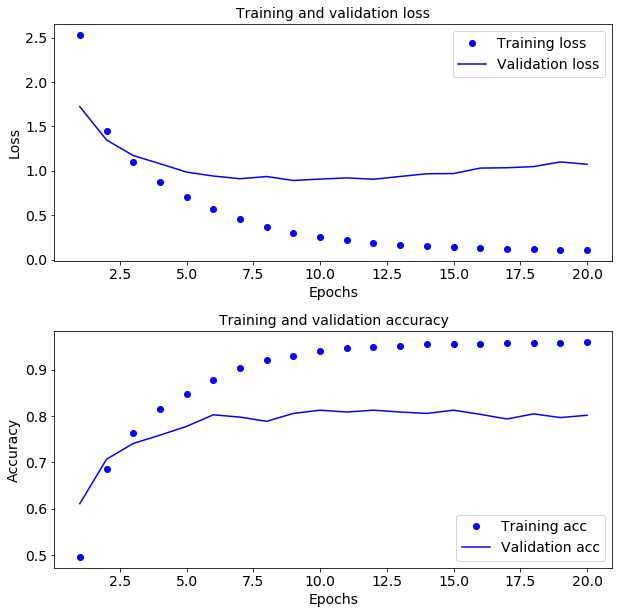 Training and validation loss
2.5
2.0
1.5
1.0
0.5
0.0
Loss
Training loss
Validation loss
2.5 5.0 7.5 10.0 12.5 15.0 17.5 20.0
Epochs
Training and validation accuracy
0.9
0.8
0.7
0.6
0.5
Accuracy
Training acc
Validation acc
2.5 5.0 7.5 10.0 12.5 15.0 17.5 20.0
Epochs